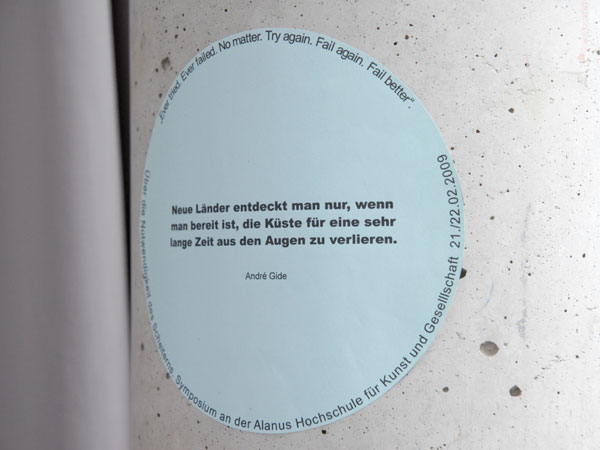 „Ever tried. Ever failed. No matter. Try again. Fail again. Fail better“.
Neue Länder entdeckt man nur, wenn
man bereit ist, die Küste für eine sehr
lange Zeit aus den Augen zu verlieren.
André Gide
Über die Notwendigkeit des Scheiterns. Symposium an der Alanus Hochschule für Kunst und Geselllschaft 21./22.02.2009